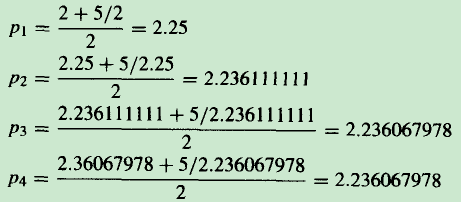 p₁ = (2 + 5/2)/2 = 2.25
p₂ = (2.25 + 5/2.25)/2 = 2.236111111
p₃ = (2.236111111 + 5/2.236111111)/2 = 2.236067978
p₄ = (2.36067978 + 5/2.236067978)/2 = 2.236067978